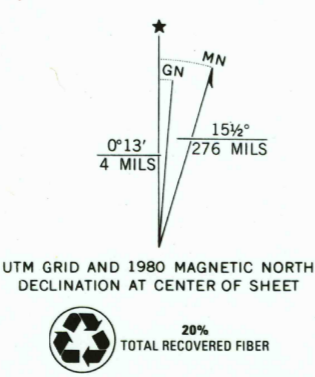 ★
MN
GN
0°13′
4 MILS
15½°
276 MILS
UTM GRID AND 1980 MAGNETIC NORTH
DECLINATION AT CENTER OF SHEET
20%
TOTAL RECOVERED FIBER